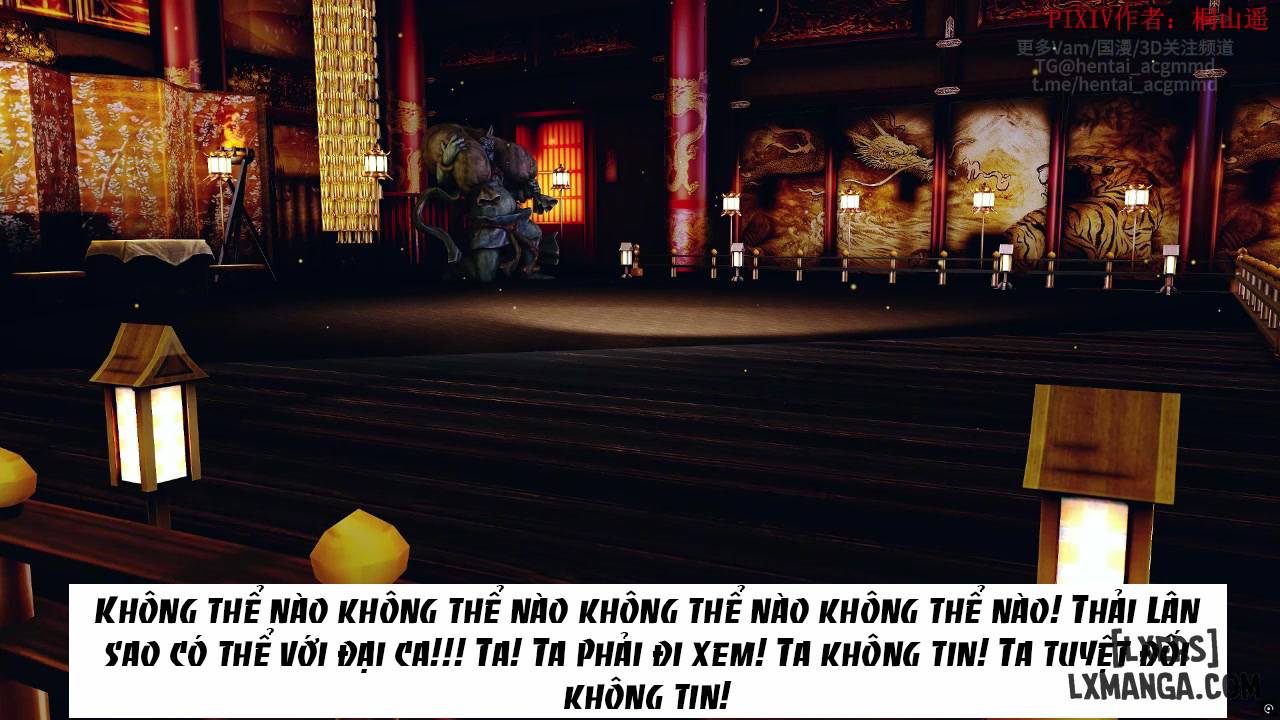 PIXIV作者：桐山遥
更多Vam/国漫/3D关注频道
TG@hentai_acgmmd
t.me/hentai_acgmmd
KHÔNG THỂ NÀO KHÔNG THỂ NÀO KHÔNG THỂ NÀO KHÔNG THỂ NÀO! THẢI LÂN
SAO CÓ THỂ VỚI ĐẠI CA!!! TA! TA PHẢI ĐI XEM! TA KHÔNG TIN! TA TUYỆT ĐỐI
KHÔNG TIN!
LXMANGA.COM